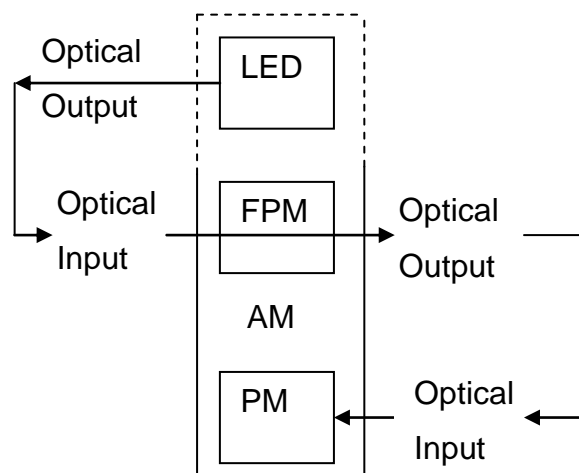 Optical
Output
LED
Optical
Input
FPM
Optical
Output
AM
PM
Optical
Input